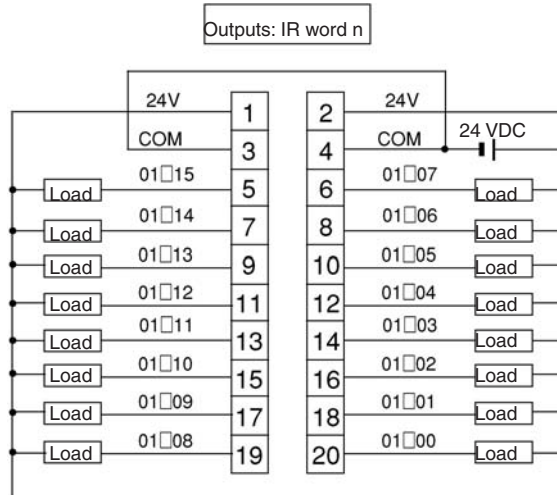 Outputs: IR word n
24V 1 2 24V
COM 3 4 COM 24 VDC
Load 01□15 5 6 01□07 Load
Load 01□14 7 8 01□06 Load
Load 01□13 9 10 01□05 Load
Load 01□12 11 12 01□04 Load
Load 01□11 13 14 01□03 Load
Load 01□10 15 16 01□02 Load
Load 01□09 17 18 01□01 Load
Load 01□08 19 20 01□00 Load